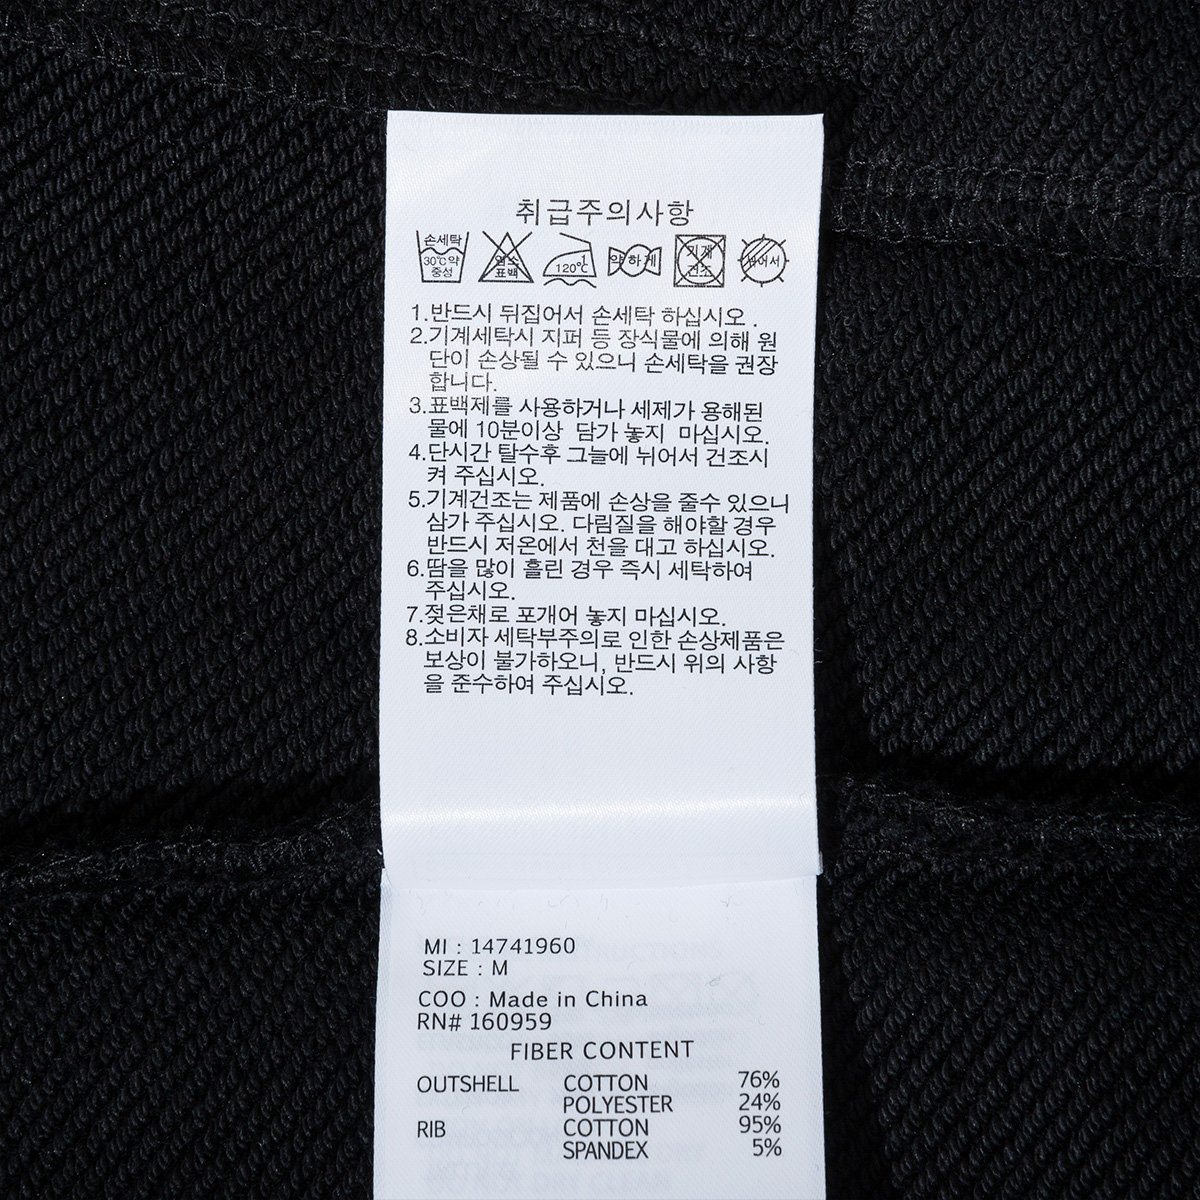 취급주의사항
손세탁
30℃약
중성
염소
표백
1
120℃
약하게
기계
건조
뉘어서
1.반드시 뒤집어서 손세탁 하십시오 .
2.기계세탁시 지퍼 등 장식물에 의해 원
단이 손상될 수 있으니 손세탁을 권장
합니다.
3.표백제를 사용하거나 세제가 용해된
물에 10분이상 담가 놓지 마십시오.
4.단시간 탈수후 그늘에 뉘어서 건조시
켜 주십시오.
5.기계건조는 제품에 손상을 줄수 있으니
삼가 주십시오. 다림질을 해야할 경우
반드시 저온에서 천을 대고 하십시오.
6.땀을 많이 흘린 경우 즉시 세탁하여
주십시오.
7.젖은채로 포개어 놓지 마십시오.
8.소비자 세탁부주의로 인한 손상제품은
보상이 불가하오니, 반드시 위의 사항
을 준수하여 주십시오.
MI : 14741960
SIZE : M
COO : Made in China
RN# 160959
FIBER CONTENT
OUTSHELL COTTON 76%
POLYESTER 24%
RIB COTTON 95%
SPANDEX 5%